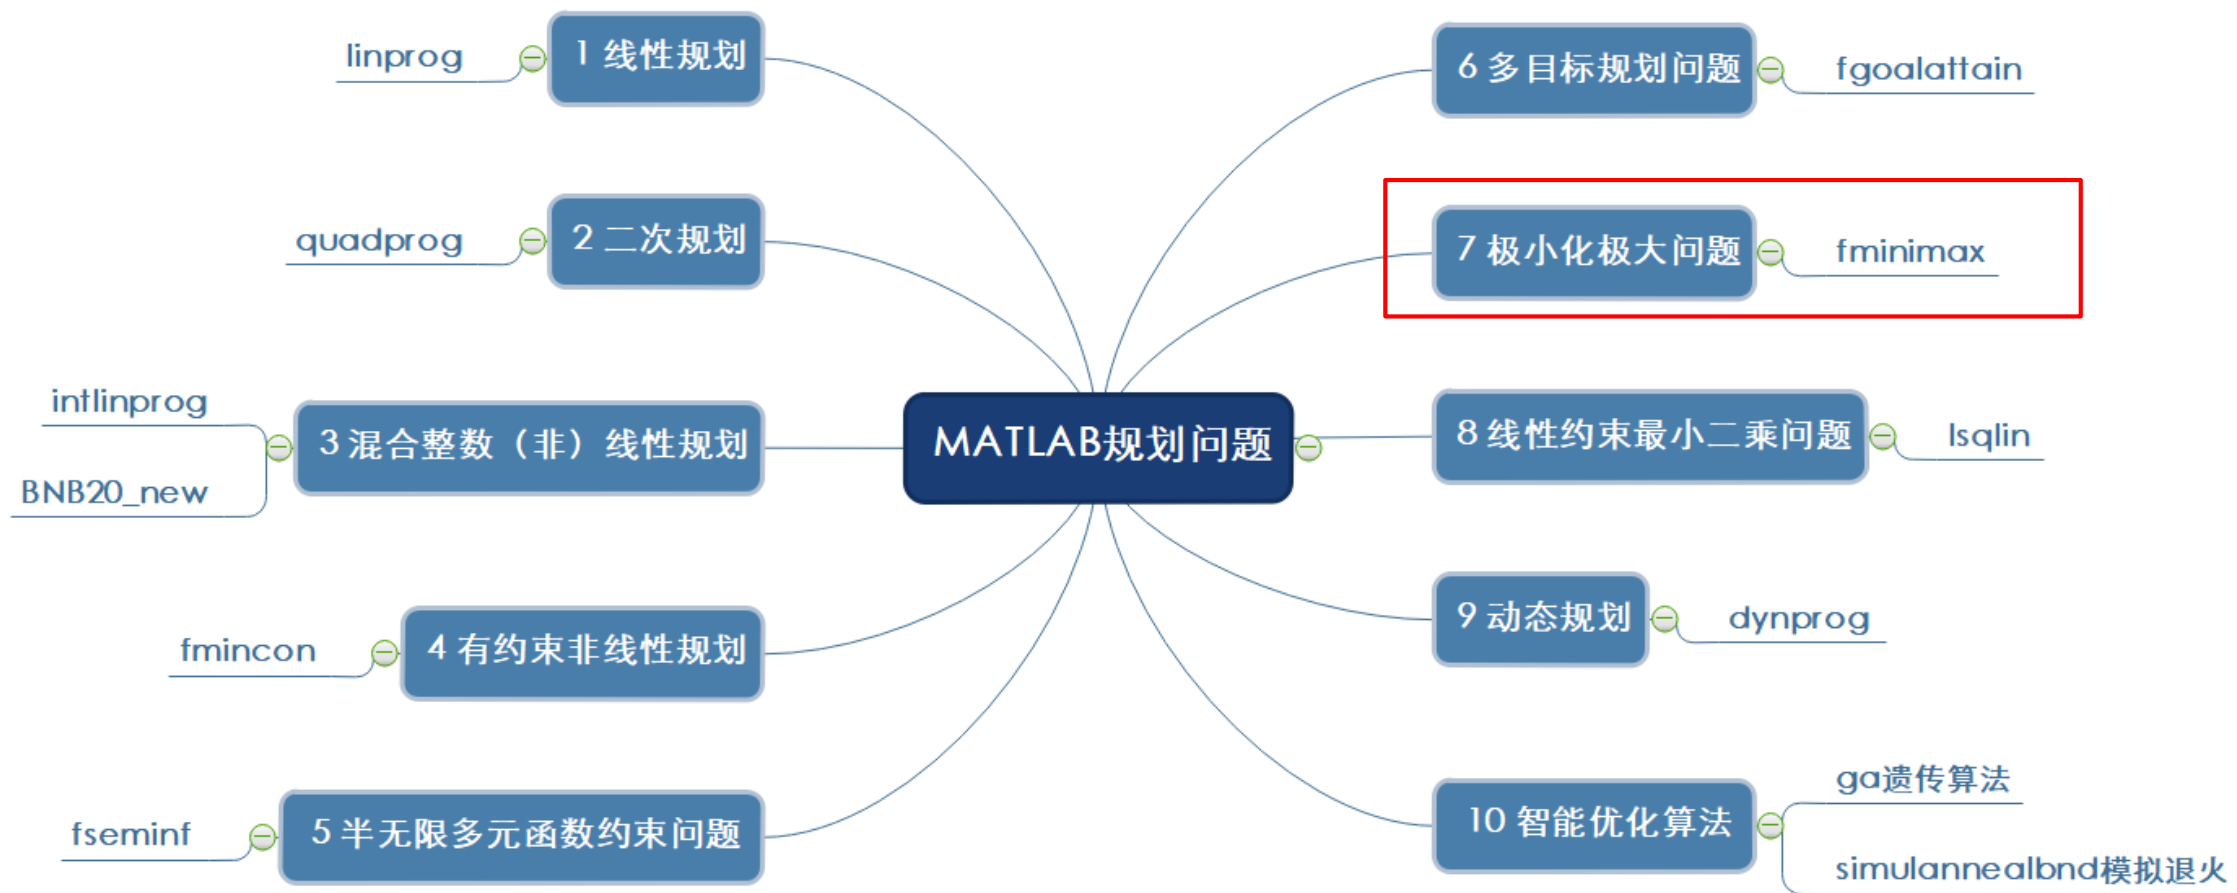 MATLAB规划问题
1 线性规划
linprog
2 二次规划
quadprog
3 混合整数（非）线性规划
intlinprog
BNB20_new
4 有约束非线性规划
fmincon
5 半无限多元函数约束问题
fseminf
6 多目标规划问题
fgoalattain
7 极小化极大问题
fminimax
8 线性约束最小二乘问题
lsqlin
9 动态规划
dynprog
10 智能优化算法
ga遗传算法
simulannealbnd模拟退火